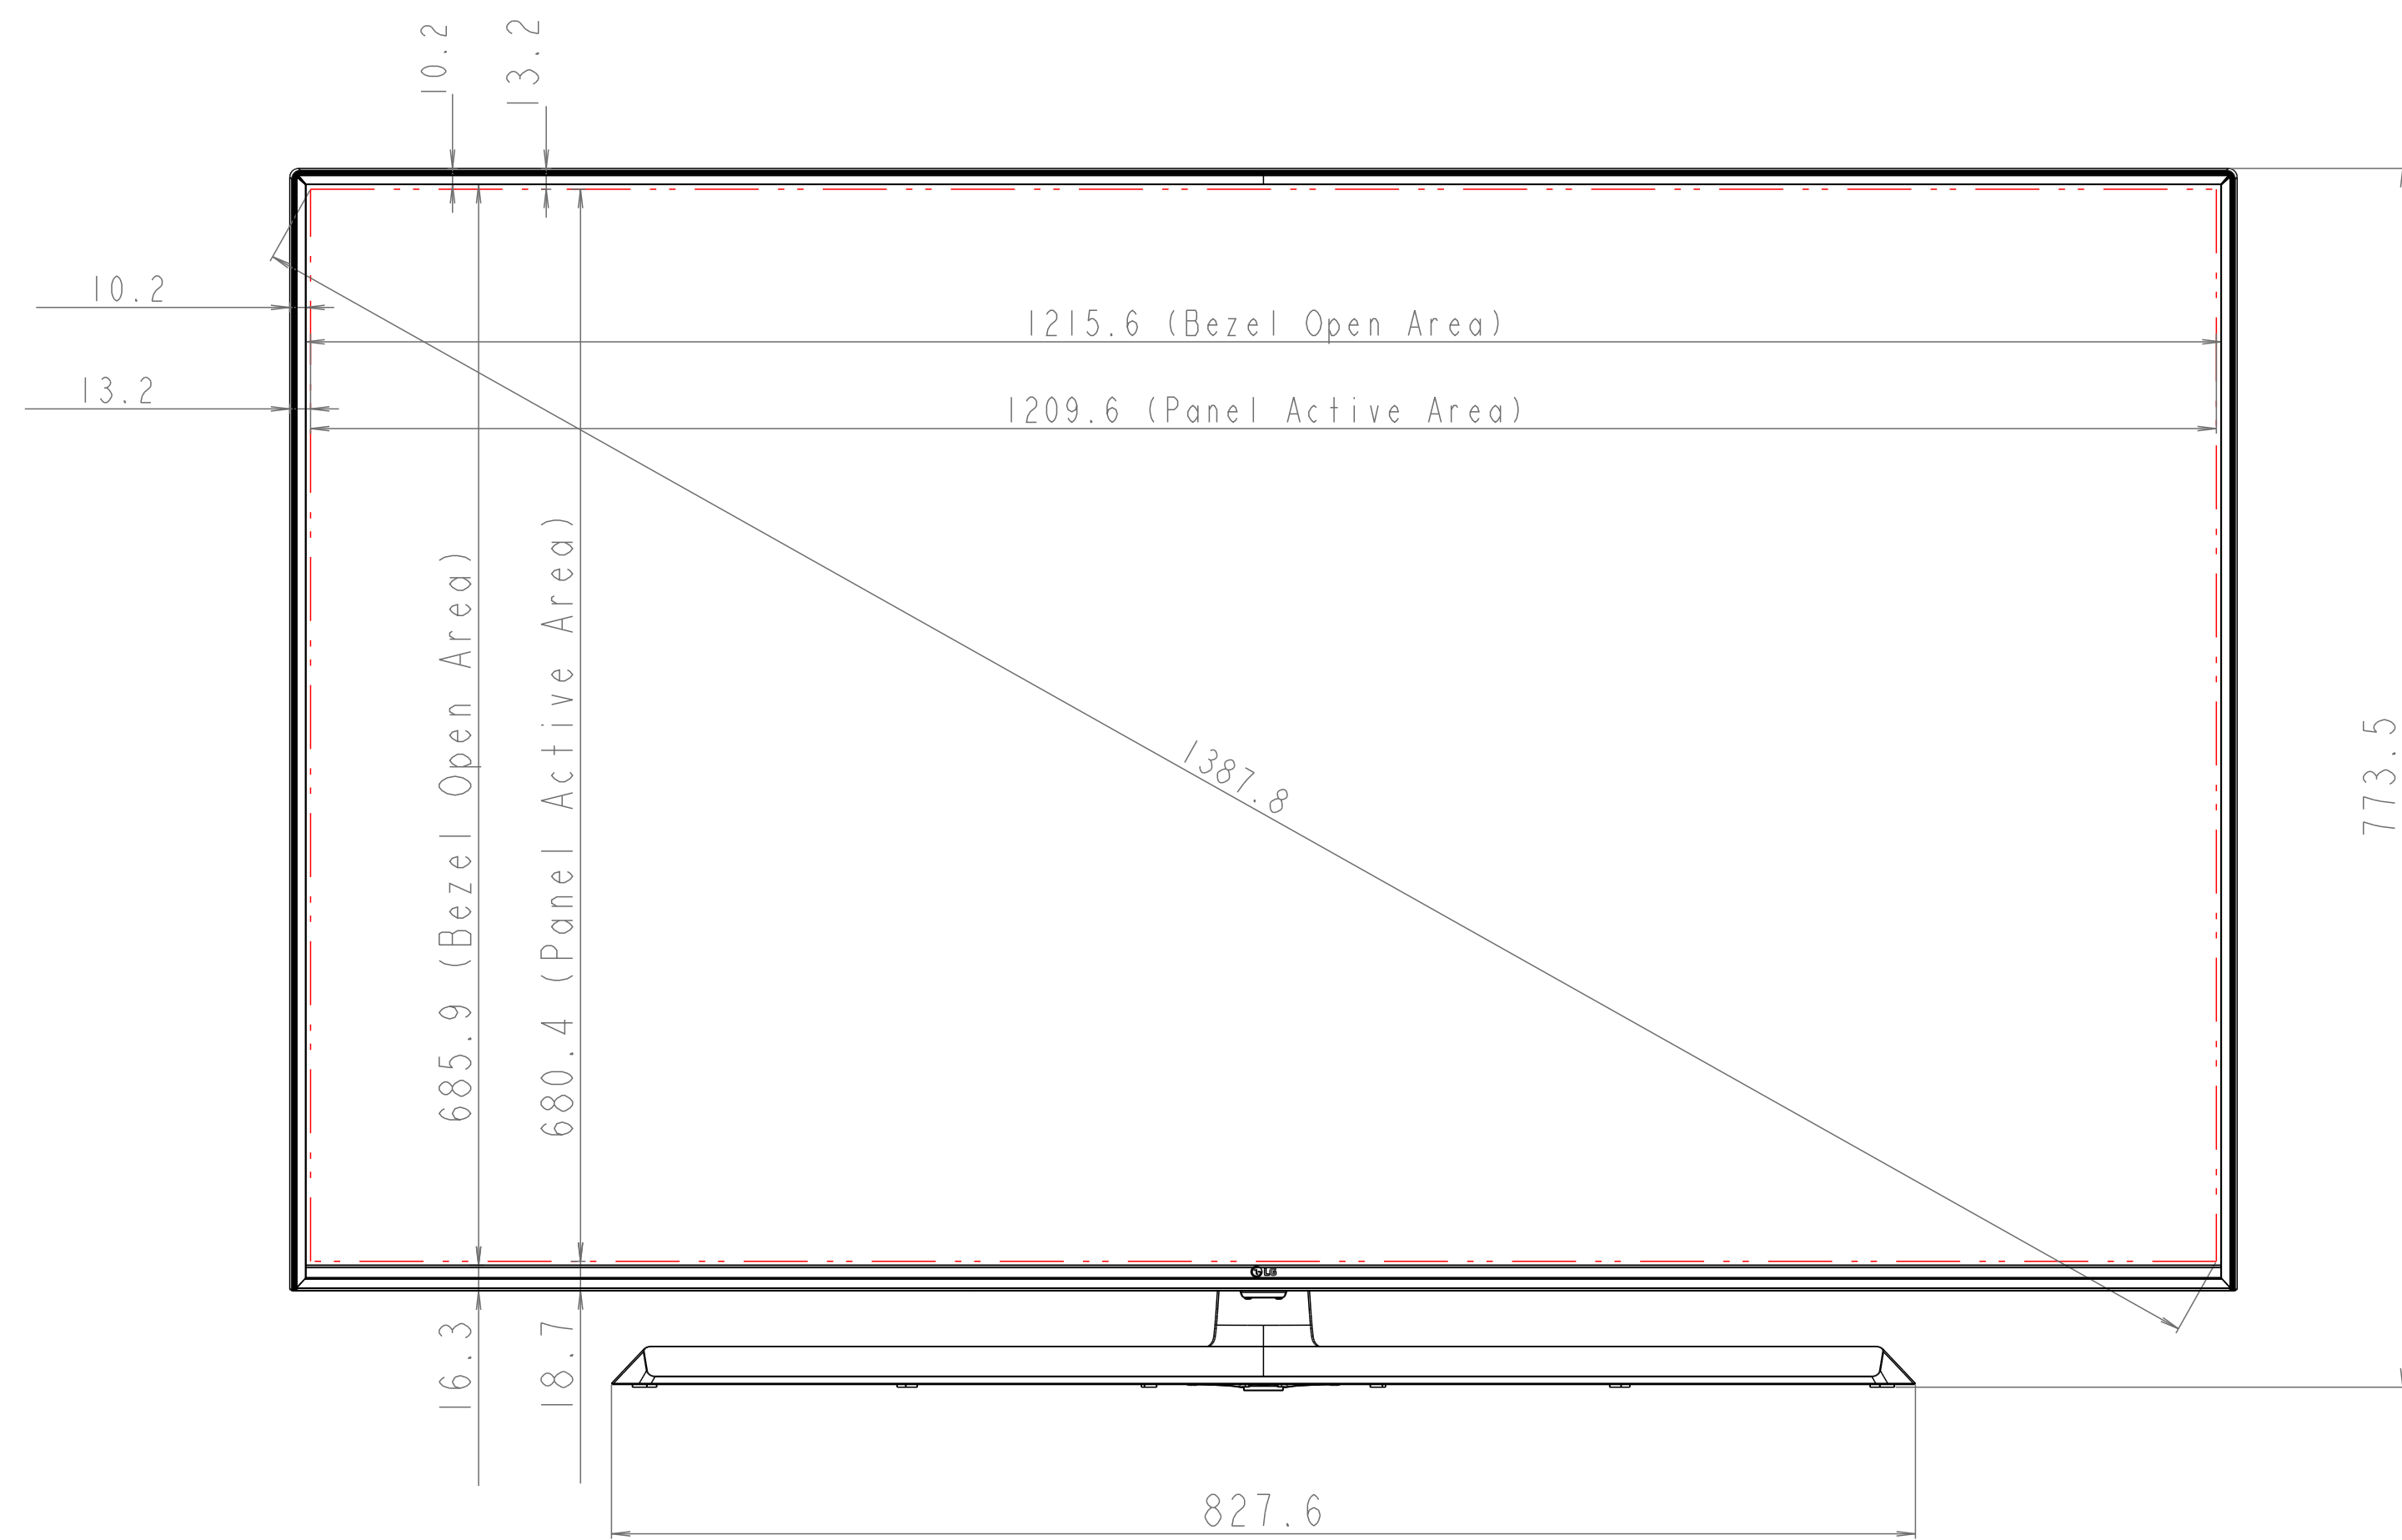 10.2
13.2
10.2
1215.6 (Bezel Open Area)
13.2
1209.6 (Panel Active Area)
685.9 (Bezel Open Area)
680.4 (Panel Active Area)
1387.8
773.5
LG
16.3
18.7
827.6